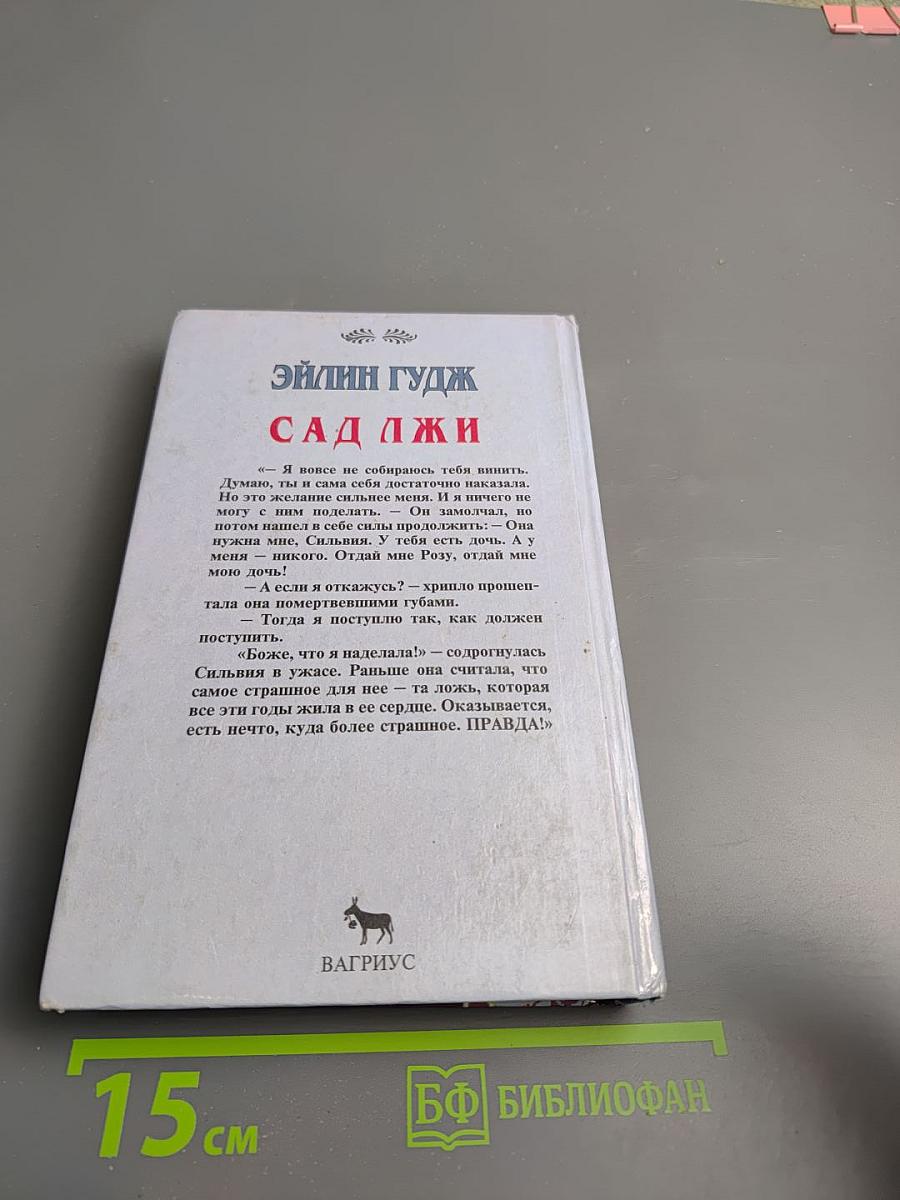 ЭЙЛИН ГУДЖ
САД ЛЖИ
«— Я вовсе не собираюсь тебя винить.
Думаю, ты и сама себя достаточно наказала.
Но это желание сильнее меня. И я ничего не
могу с ним поделать. — Он замолчал, но
потом нашел в себе силы продолжить: — Она
нужна мне, Сильвия. У тебя есть дочь. А у
меня — никого. Отдай мне Розу, отдай мне
мою дочь!
— А если я откажусь? — хрипло прошеп-
тала она помертвевшими губами.
— Тогда я поступлю так, как должен
поступить.
«Боже, что я наделала!» — содрогнулась
Сильвия в ужасе. Раньше она считала, что
самое страшное для нее — та ложь, которая
все эти годы жила в ее сердце. Оказывается,
есть нечто, куда более страшное. ПРАВДА!»
ВАГРИУС
15 см
БФ БИБЛИОФАН